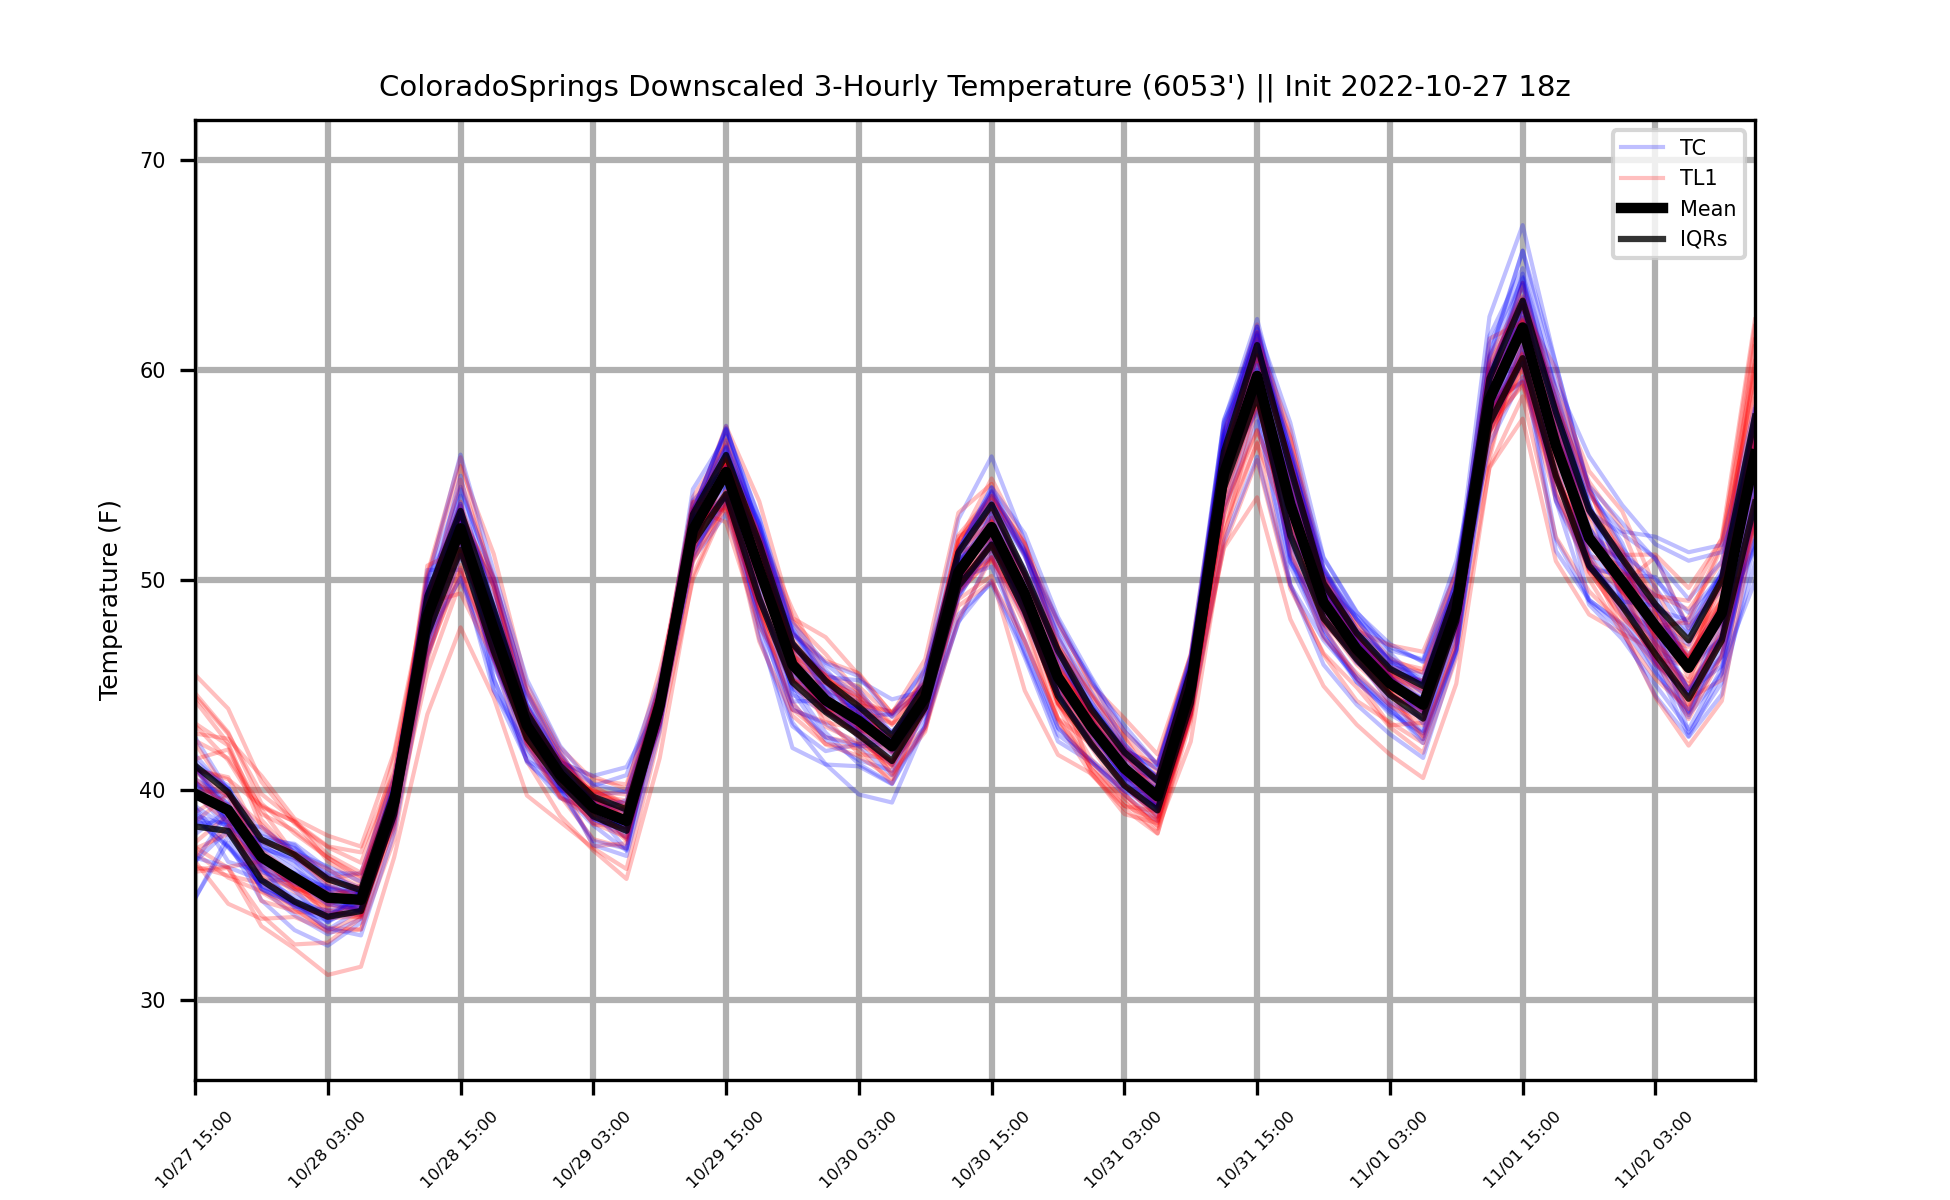 ColoradoSprings Downscaled 3-Hourly Temperature (6053') || Init 2022-10-27 18z
TC
TL1
Mean
IQRs
Temperature (F)
70
60
50
40
30
10/27 15:00
10/28 03:00
10/28 15:00
10/29 03:00
10/29 15:00
10/30 03:00
10/30 15:00
10/31 03:00
10/31 15:00
11/01 03:00
11/01 15:00
11/02 03:00